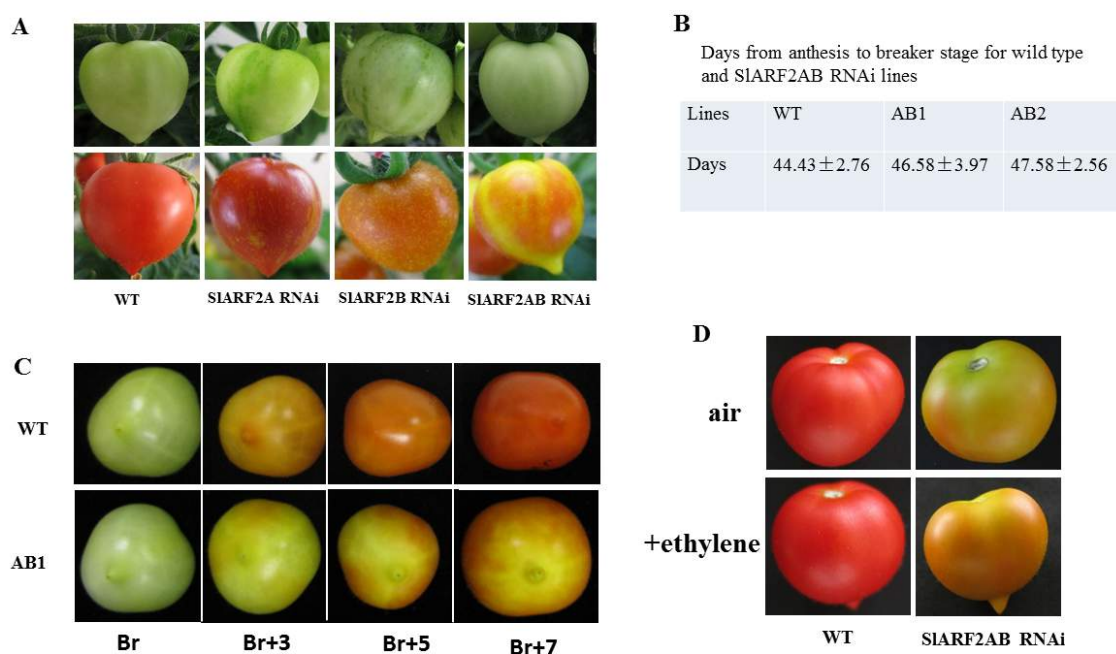 A
WT
SlARF2A RNAi
SlARF2B RNAi
SlARF2AB RNAi
B
Days from anthesis to breaker stage for wild type
and SlARF2AB RNAi lines
Lines WT AB1 AB2
Days 44.43±2.76 46.58±3.97 47.58±2.56
C
WT
AB1
Br
Br+3
Br+5
Br+7
D
air
+ethylene
WT
SlARF2AB RNAi